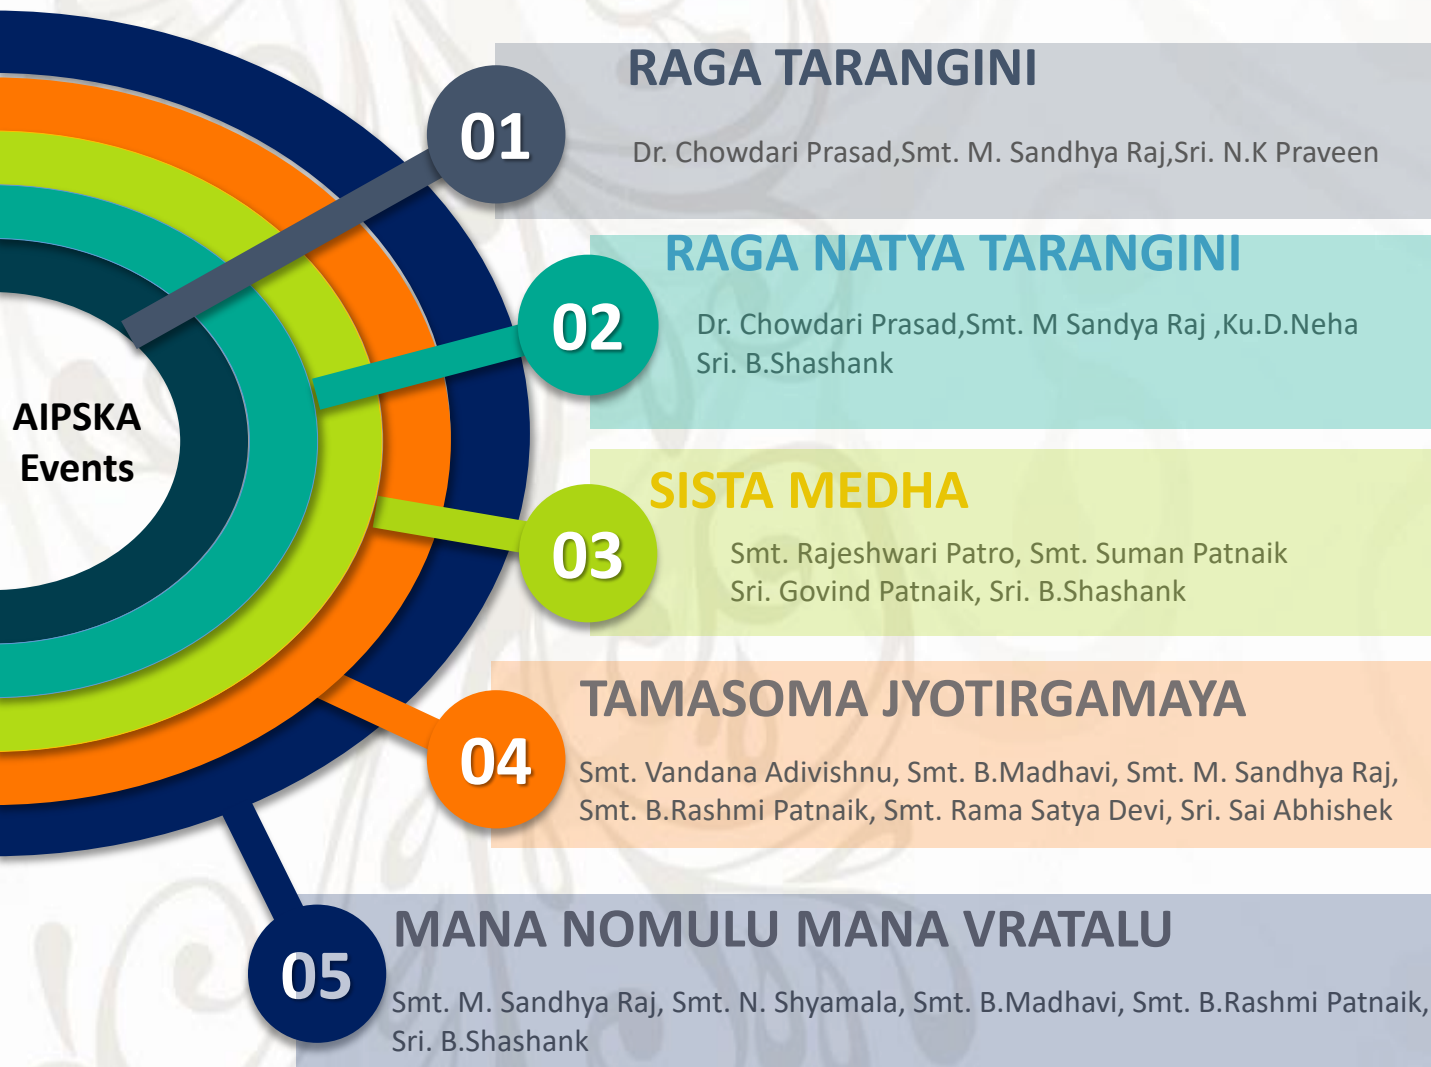 AIPSKA
Events
01
RAGA TARANGINI
Dr. Chowdari Prasad,Smt. M. Sandhya Raj,Sri. N.K Praveen
02
RAGA NATYA TARANGINI
Dr. Chowdari Prasad,Smt. M Sandya Raj ,Ku.D.Neha
Sri. B.Shashank
03
SISTA MEDHA
Smt. Rajeshwari Patro, Smt. Suman Patnaik
Sri. Govind Patnaik, Sri. B.Shashank
04
TAMASOMA JYOTIRGAMAYA
Smt. Vandana Adivishnu, Smt. B.Madhavi, Smt. M. Sandhya Raj,
Smt. B.Rashmi Patnaik, Smt. Rama Satya Devi, Sri. Sai Abhishek
05
MANA NOMULU MANA VRATALU
Smt. M. Sandhya Raj, Smt. N. Shyamala, Smt. B.Madhavi, Smt. B.Rashmi Patnaik,
Sri. B.Shashank